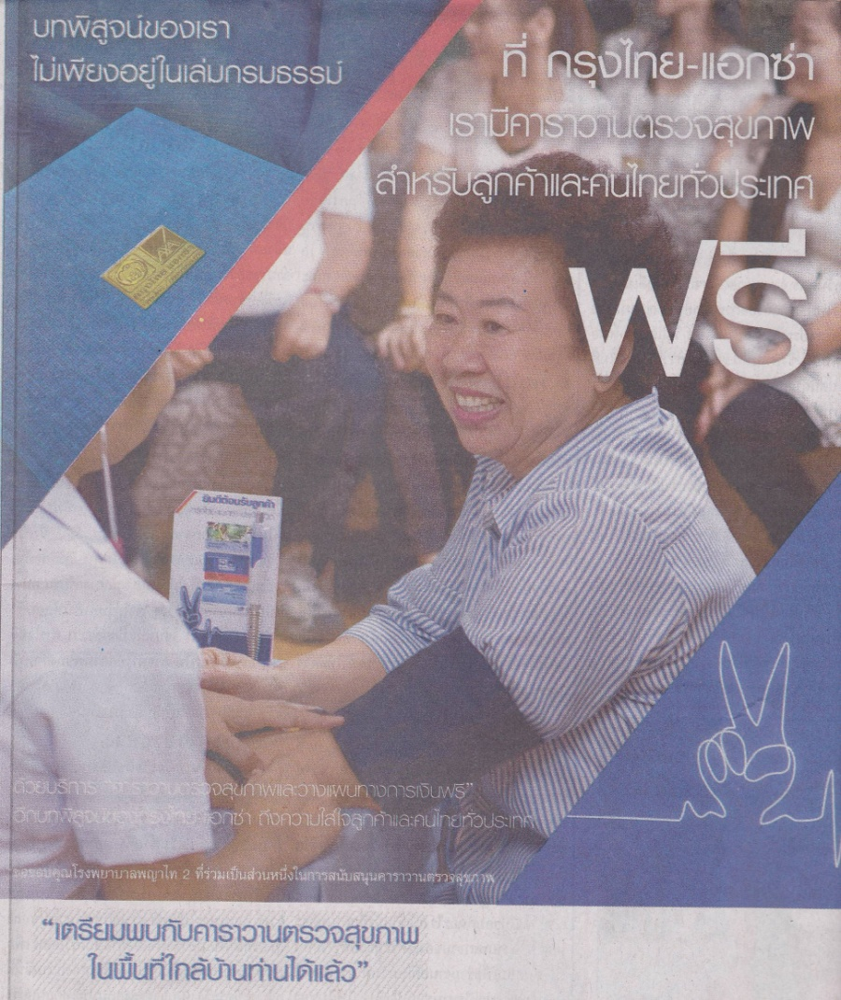 บทพิสูจน์ของเรา
ไม่เพียงอยู่ในเล่มกรมธรรม์
ที่ กรุงไทย-แอกซ่า
เรามีคาราวานตรวจสุขภาพ
สำหรับลูกค้าและคนไทยทั่วประเทศ
ฟรี
AXA
ยินดีต้อนรับลูกค้า
ด้วยบริการ “คาราวานตรวจสุขภาพและวางแผนทางการเงินฟรี”
อีกบทพิสูจน์ของกรุงไทย-แอกซ่า ถึงความใส่ใจลูกค้าและคนไทยทั่วประเทศ
ขอขอบคุณโรงพยาบาลพญาไท 2 ที่ร่วมเป็นส่วนหนึ่งในการสนับสนุนคาราวานตรวจสุขภาพ
“เตรียมพบกับคาราวานตรวจสุขภาพ
ในพื้นที่ใกล้บ้านท่านได้แล้ว”